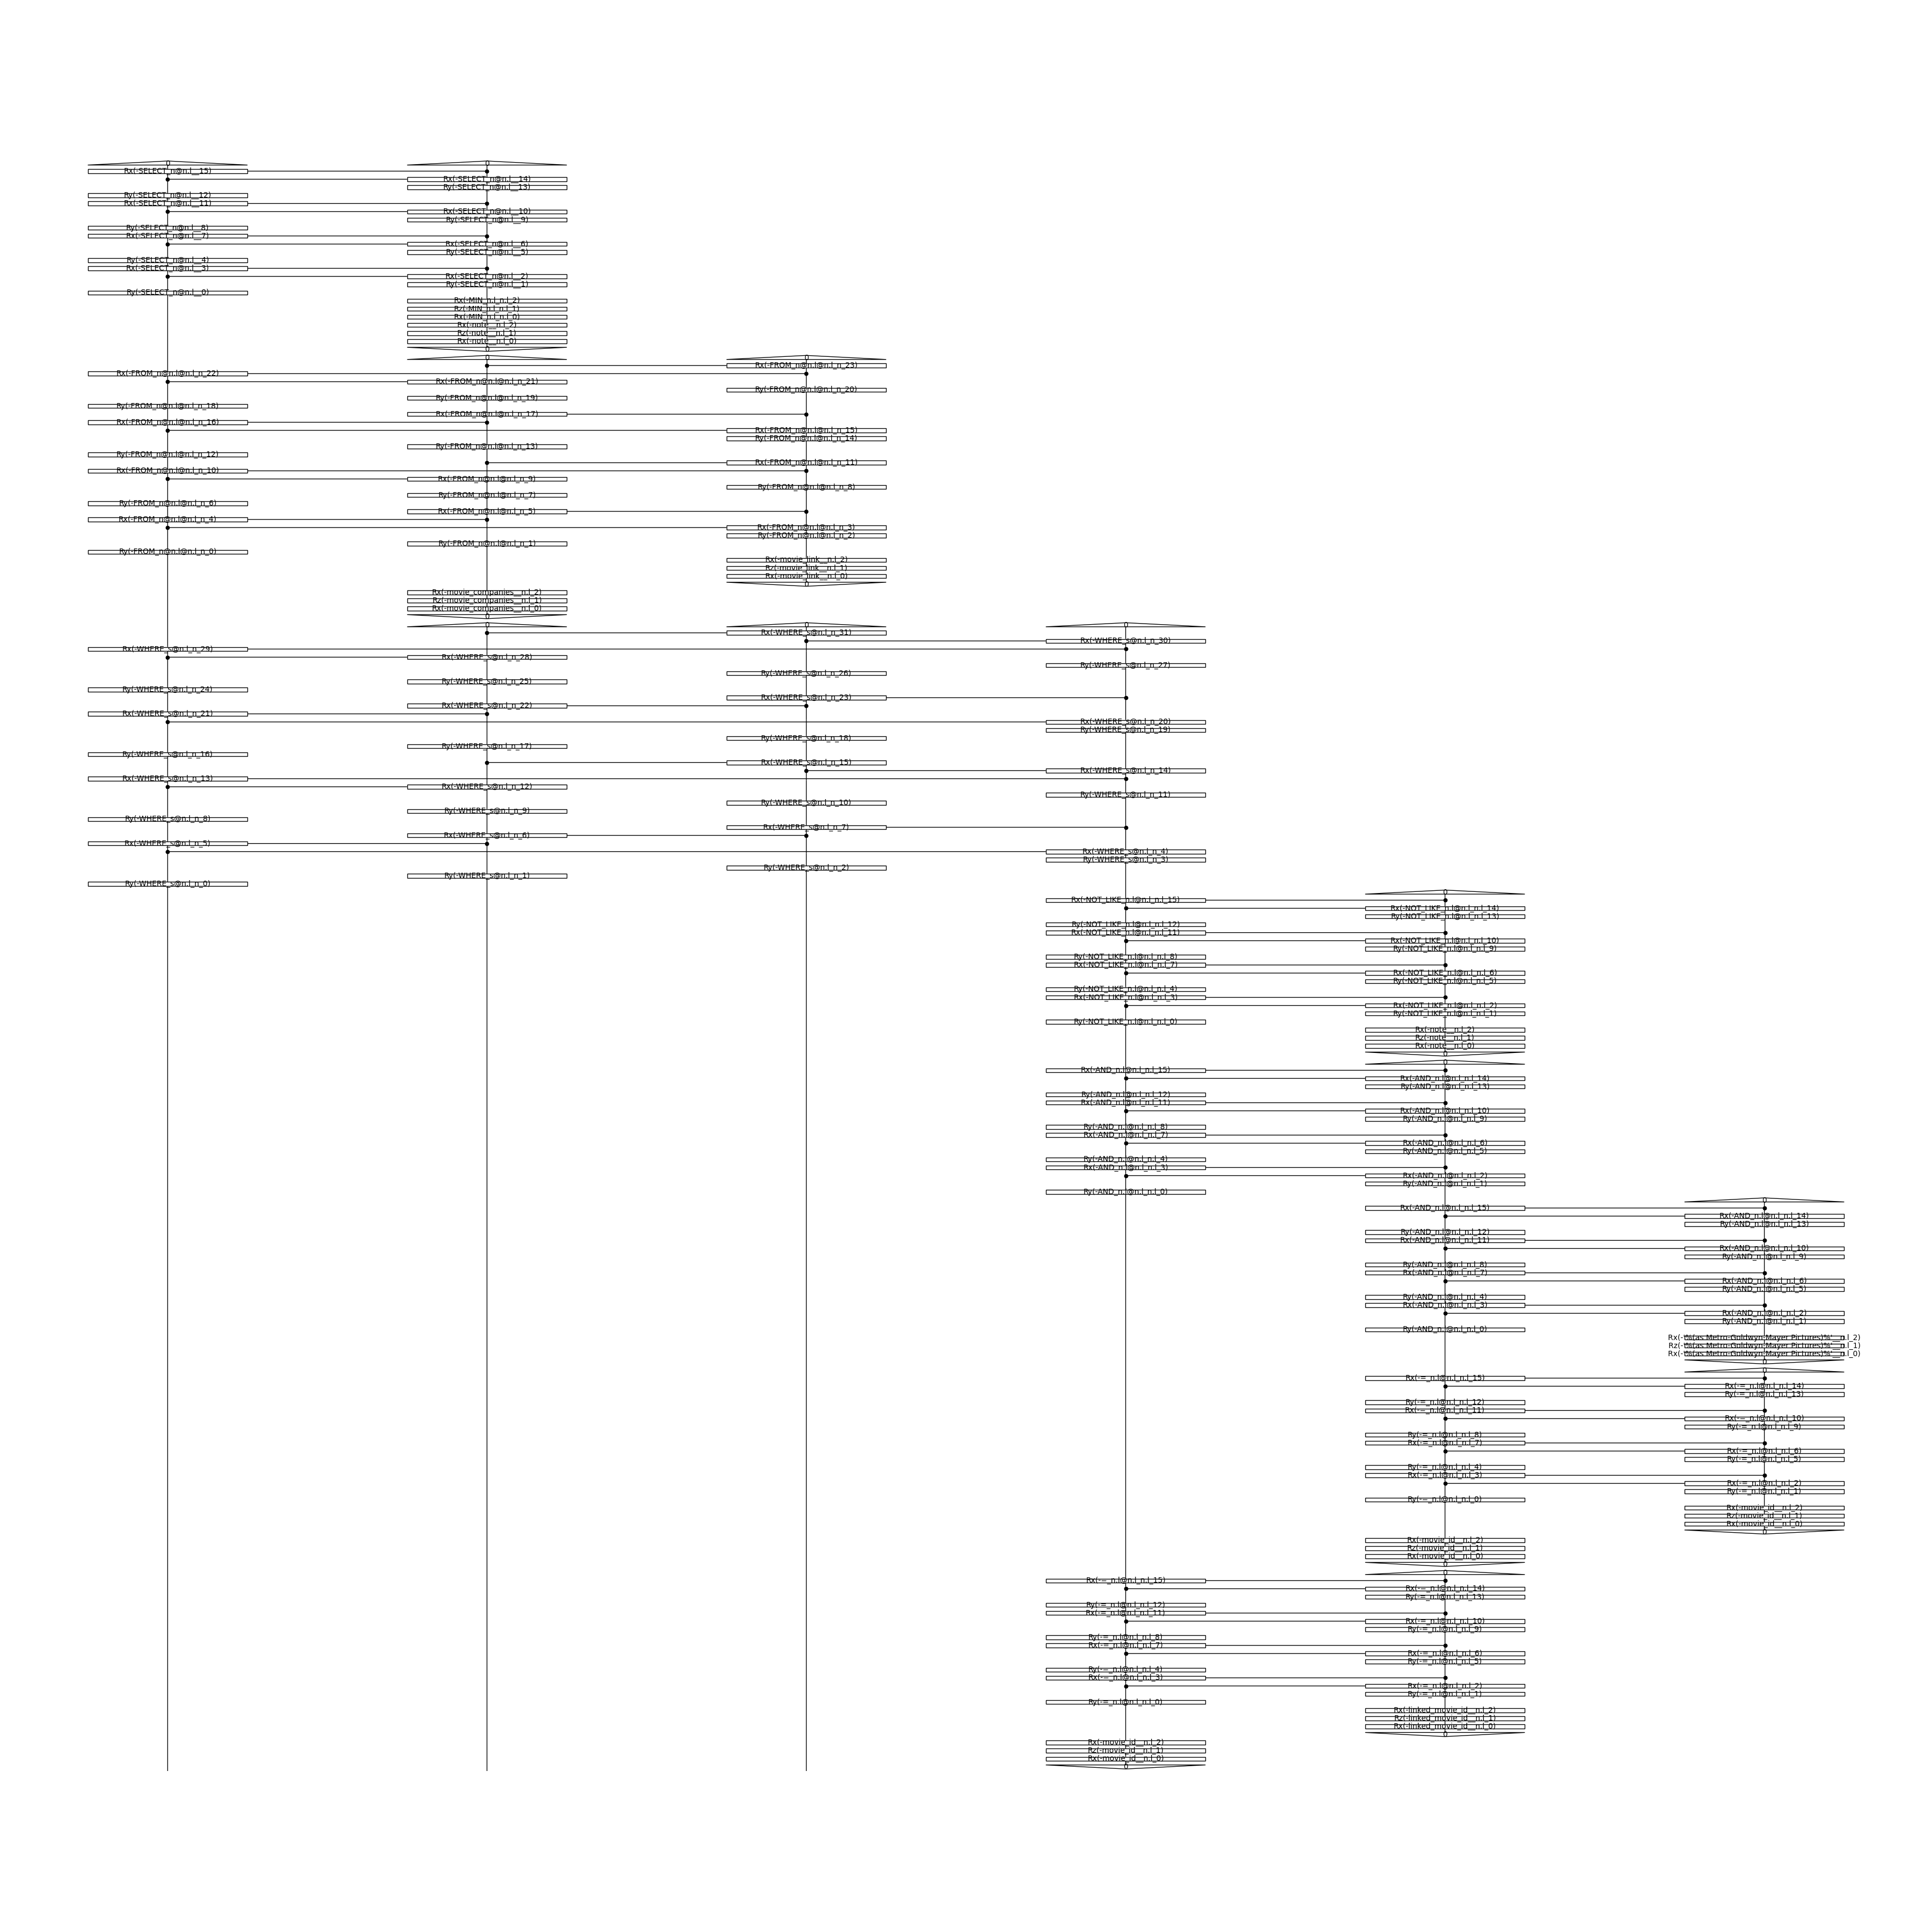 0
0
Rx(-SELECT_n@n.l__15)
Rx(-SELECT_n@n.l__14)
Ry(-SELECT_n@n.l__13)
Ry(-SELECT_n@n.l__12)
Rx(-SELECT_n@n.l__11)
Rx(-SELECT_n@n.l__10)
Ry(-SELECT_n@n.l__9)
Ry(-SELECT_n@n.l__8)
Rx(-SELECT_n@n.l__7)
Rx(-SELECT_n@n.l__6)
Ry(-SELECT_n@n.l__5)
Ry(-SELECT_n@n.l__4)
Rx(-SELECT_n@n.l__3)
Rx(-SELECT_n@n.l__2)
Ry(-SELECT_n@n.l__1)
Ry(-SELECT_n@n.l__0)
Rx(-MIN_n.l_n.l_2)
Rz(-MIN_n.l_n.l_1)
Rx(-MIN_n.l_n.l_0)
Rx(-note__n.l_2)
Rz(-note__n.l_1)
Rx(-note__n.l_0)
0
0
0
Rx(-FROM_n@n.l@n.l_n_23)
Rx(-FROM_n@n.l@n.l_n_22)
Rx(-FROM_n@n.l@n.l_n_21)
Ry(-FROM_n@n.l@n.l_n_20)
Ry(-FROM_n@n.l@n.l_n_19)
Ry(-FROM_n@n.l@n.l_n_18)
Rx(-FROM_n@n.l@n.l_n_17)
Rx(-FROM_n@n.l@n.l_n_16)
Rx(-FROM_n@n.l@n.l_n_15)
Ry(-FROM_n@n.l@n.l_n_14)
Ry(-FROM_n@n.l@n.l_n_13)
Ry(-FROM_n@n.l@n.l_n_12)
Rx(-FROM_n@n.l@n.l_n_11)
Rx(-FROM_n@n.l@n.l_n_10)
Rx(-FROM_n@n.l@n.l_n_9)
Ry(-FROM_n@n.l@n.l_n_8)
Ry(-FROM_n@n.l@n.l_n_7)
Ry(-FROM_n@n.l@n.l_n_6)
Rx(-FROM_n@n.l@n.l_n_5)
Rx(-FROM_n@n.l@n.l_n_4)
Rx(-FROM_n@n.l@n.l_n_3)
Ry(-FROM_n@n.l@n.l_n_2)
Ry(-FROM_n@n.l@n.l_n_1)
Ry(-FROM_n@n.l@n.l_n_0)
Rx(-movie_link__n.l_2)
Rz(-movie_link__n.l_1)
Rx(-movie_link__n.l_0)
0
Rx(-movie_companies__n.l_2)
Rz(-movie_companies__n.l_1)
Rx(-movie_companies__n.l_0)
0
0
0
0
Rx(-WHERE_s@n.l_n_31)
Rx(-WHERE_s@n.l_n_30)
Rx(-WHERE_s@n.l_n_29)
Rx(-WHERE_s@n.l_n_28)
Ry(-WHERE_s@n.l_n_27)
Ry(-WHERE_s@n.l_n_26)
Ry(-WHERE_s@n.l_n_25)
Ry(-WHERE_s@n.l_n_24)
Rx(-WHERE_s@n.l_n_23)
Rx(-WHERE_s@n.l_n_22)
Rx(-WHERE_s@n.l_n_21)
Rx(-WHERE_s@n.l_n_20)
Ry(-WHERE_s@n.l_n_19)
Ry(-WHERE_s@n.l_n_18)
Ry(-WHERE_s@n.l_n_17)
Ry(-WHERE_s@n.l_n_16)
Rx(-WHERE_s@n.l_n_15)
Rx(-WHERE_s@n.l_n_14)
Rx(-WHERE_s@n.l_n_13)
Rx(-WHERE_s@n.l_n_12)
Ry(-WHERE_s@n.l_n_11)
Ry(-WHERE_s@n.l_n_10)
Ry(-WHERE_s@n.l_n_9)
Ry(-WHERE_s@n.l_n_8)
Rx(-WHERE_s@n.l_n_7)
Rx(-WHERE_s@n.l_n_6)
Rx(-WHERE_s@n.l_n_5)
Rx(-WHERE_s@n.l_n_4)
Ry(-WHERE_s@n.l_n_3)
Ry(-WHERE_s@n.l_n_2)
Ry(-WHERE_s@n.l_n_1)
Ry(-WHERE_s@n.l_n_0)
0
Rx(-NOT_LIKE_n.l@n.l_n.l_15)
Rx(-NOT_LIKE_n.l@n.l_n.l_14)
Ry(-NOT_LIKE_n.l@n.l_n.l_13)
Ry(-NOT_LIKE_n.l@n.l_n.l_12)
Rx(-NOT_LIKE_n.l@n.l_n.l_11)
Rx(-NOT_LIKE_n.l@n.l_n.l_10)
Ry(-NOT_LIKE_n.l@n.l_n.l_9)
Ry(-NOT_LIKE_n.l@n.l_n.l_8)
Rx(-NOT_LIKE_n.l@n.l_n.l_7)
Rx(-NOT_LIKE_n.l@n.l_n.l_6)
Ry(-NOT_LIKE_n.l@n.l_n.l_5)
Ry(-NOT_LIKE_n.l@n.l_n.l_4)
Rx(-NOT_LIKE_n.l@n.l_n.l_3)
Rx(-NOT_LIKE_n.l@n.l_n.l_2)
Ry(-NOT_LIKE_n.l@n.l_n.l_1)
Ry(-NOT_LIKE_n.l@n.l_n.l_0)
Rx(-note__n.l_2)
Rz(-note__n.l_1)
Rx(-note__n.l_0)
0
0
Rx(-AND_n.l@n.l_n.l_15)
Rx(-AND_n.l@n.l_n.l_14)
Ry(-AND_n.l@n.l_n.l_13)
Ry(-AND_n.l@n.l_n.l_12)
Rx(-AND_n.l@n.l_n.l_11)
Rx(-AND_n.l@n.l_n.l_10)
Ry(-AND_n.l@n.l_n.l_9)
Ry(-AND_n.l@n.l_n.l_8)
Rx(-AND_n.l@n.l_n.l_7)
Rx(-AND_n.l@n.l_n.l_6)
Ry(-AND_n.l@n.l_n.l_5)
Ry(-AND_n.l@n.l_n.l_4)
Rx(-AND_n.l@n.l_n.l_3)
Rx(-AND_n.l@n.l_n.l_2)
Ry(-AND_n.l@n.l_n.l_1)
Ry(-AND_n.l@n.l_n.l_0)
0
Rx(-AND_n.l@n.l_n.l_15)
Rx(-AND_n.l@n.l_n.l_14)
Ry(-AND_n.l@n.l_n.l_13)
Ry(-AND_n.l@n.l_n.l_12)
Rx(-AND_n.l@n.l_n.l_11)
Rx(-AND_n.l@n.l_n.l_10)
Ry(-AND_n.l@n.l_n.l_9)
Ry(-AND_n.l@n.l_n.l_8)
Rx(-AND_n.l@n.l_n.l_7)
Rx(-AND_n.l@n.l_n.l_6)
Ry(-AND_n.l@n.l_n.l_5)
Ry(-AND_n.l@n.l_n.l_4)
Rx(-AND_n.l@n.l_n.l_3)
Rx(-AND_n.l@n.l_n.l_2)
Ry(-AND_n.l@n.l_n.l_1)
Ry(-AND_n.l@n.l_n.l_0)
Rx(-'%(as Metro-Goldwyn-Mayer Pictures)%'__n.l_2)
Rz(-'%(as Metro-Goldwyn-Mayer Pictures)%'__n.l_1)
Rx(-'%(as Metro-Goldwyn-Mayer Pictures)%'__n.l_0)
0
0
Rx(-=_n.l@n.l_n.l_15)
Rx(-=_n.l@n.l_n.l_14)
Ry(-=_n.l@n.l_n.l_13)
Ry(-=_n.l@n.l_n.l_12)
Rx(-=_n.l@n.l_n.l_11)
Rx(-=_n.l@n.l_n.l_10)
Ry(-=_n.l@n.l_n.l_9)
Ry(-=_n.l@n.l_n.l_8)
Rx(-=_n.l@n.l_n.l_7)
Rx(-=_n.l@n.l_n.l_6)
Ry(-=_n.l@n.l_n.l_5)
Ry(-=_n.l@n.l_n.l_4)
Rx(-=_n.l@n.l_n.l_3)
Rx(-=_n.l@n.l_n.l_2)
Ry(-=_n.l@n.l_n.l_1)
Ry(-=_n.l@n.l_n.l_0)
Rx(-movie_id__n.l_2)
Rz(-movie_id__n.l_1)
Rx(-movie_id__n.l_0)
0
Rx(-movie_id__n.l_2)
Rz(-movie_id__n.l_1)
Rx(-movie_id__n.l_0)
0
0
Rx(-=_n.l@n.l_n.l_15)
Rx(-=_n.l@n.l_n.l_14)
Ry(-=_n.l@n.l_n.l_13)
Ry(-=_n.l@n.l_n.l_12)
Rx(-=_n.l@n.l_n.l_11)
Rx(-=_n.l@n.l_n.l_10)
Ry(-=_n.l@n.l_n.l_9)
Ry(-=_n.l@n.l_n.l_8)
Rx(-=_n.l@n.l_n.l_7)
Rx(-=_n.l@n.l_n.l_6)
Ry(-=_n.l@n.l_n.l_5)
Ry(-=_n.l@n.l_n.l_4)
Rx(-=_n.l@n.l_n.l_3)
Rx(-=_n.l@n.l_n.l_2)
Ry(-=_n.l@n.l_n.l_1)
Ry(-=_n.l@n.l_n.l_0)
Rx(-linked_movie_id__n.l_2)
Rz(-linked_movie_id__n.l_1)
Rx(-linked_movie_id__n.l_0)
0
Rx(-movie_id__n.l_2)
Rz(-movie_id__n.l_1)
Rx(-movie_id__n.l_0)
0